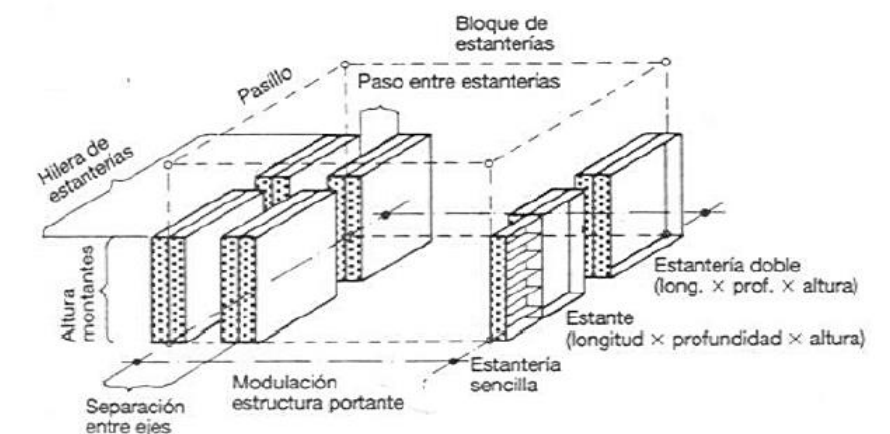 Bloque de
estanterías
Pasillo
Paso entre estanterias
Hilera de
estanterías
Altura
montantes
Estantería doble
(long. × prof. × altura)
Estante
(longitud × profundidad × altura)
Estantería
sencilla
Modulación
estructura portante
Separación
entre ejes